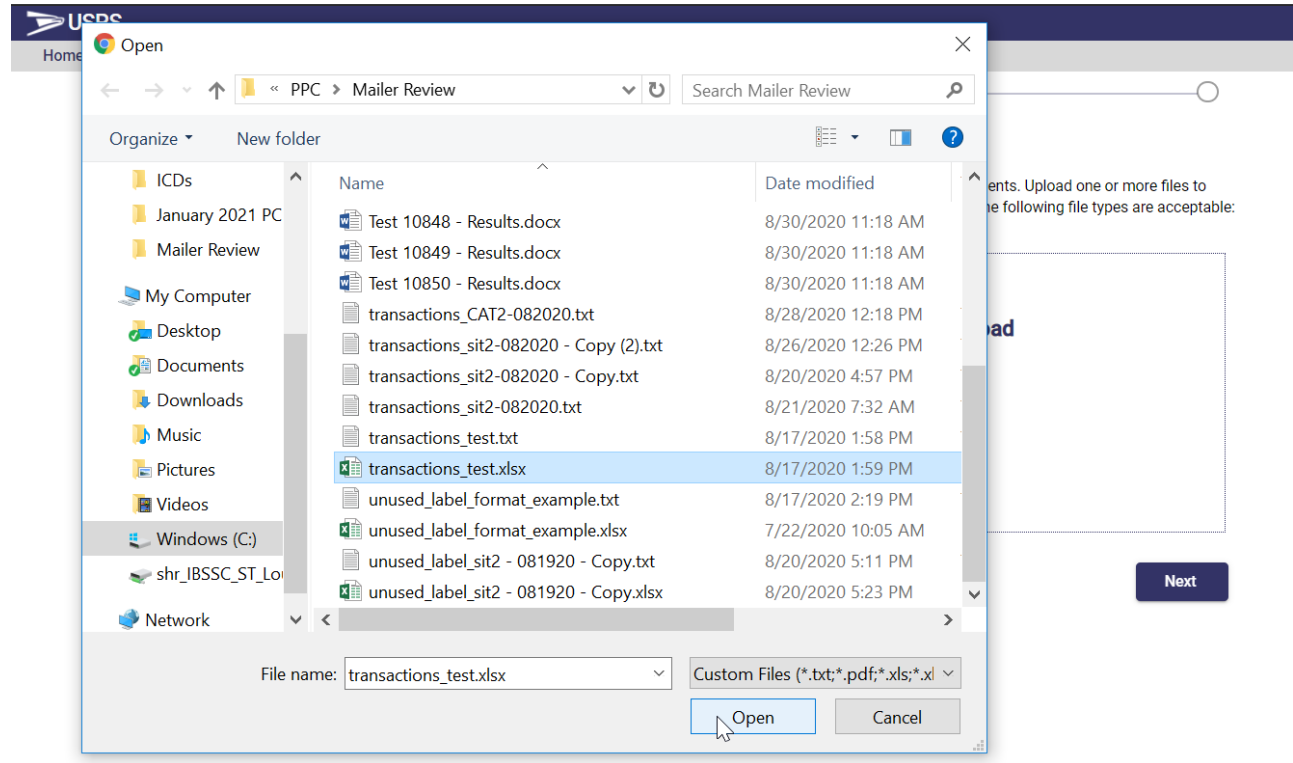 USPS
Home
Open
« PPC > Mailer Review
Search Mailer Review
Organize
New folder
?
ICDs
January 2021 PC
Mailer Review
My Computer
Desktop
Documents
Downloads
Music
Pictures
Videos
Windows (C:)
shr_IBSSC_ST_Lou
Network
Name Date modified
Test 10848 - Results.docx 8/30/2020 11:18 AM
Test 10849 - Results.docx 8/30/2020 11:18 AM
Test 10850 - Results.docx 8/30/2020 11:18 AM
transactions_CAT2-082020.txt 8/28/2020 12:18 PM
transactions_sit2-082020 - Copy (2).txt 8/26/2020 12:26 PM
transactions_sit2-082020 - Copy.txt 8/20/2020 4:57 PM
transactions_sit2-082020.txt 8/21/2020 7:32 AM
transactions_test.txt 8/17/2020 1:58 PM
transactions_test.xlsx 8/17/2020 1:59 PM
unused_label_format_example.txt 8/17/2020 2:19 PM
unused_label_format_example.xlsx 7/22/2020 10:05 AM
unused_label_sit2 - 081920 - Copy.txt 8/20/2020 5:11 PM
unused_label_sit2 - 081920 - Copy.xlsx 8/20/2020 5:23 PM
File name: transactions_test.xlsx
Custom Files (*.txt;*.pdf;*.xls;*.xl
Open
Cancel
ents. Upload one or more files to
he following file types are acceptable:
oad
Next